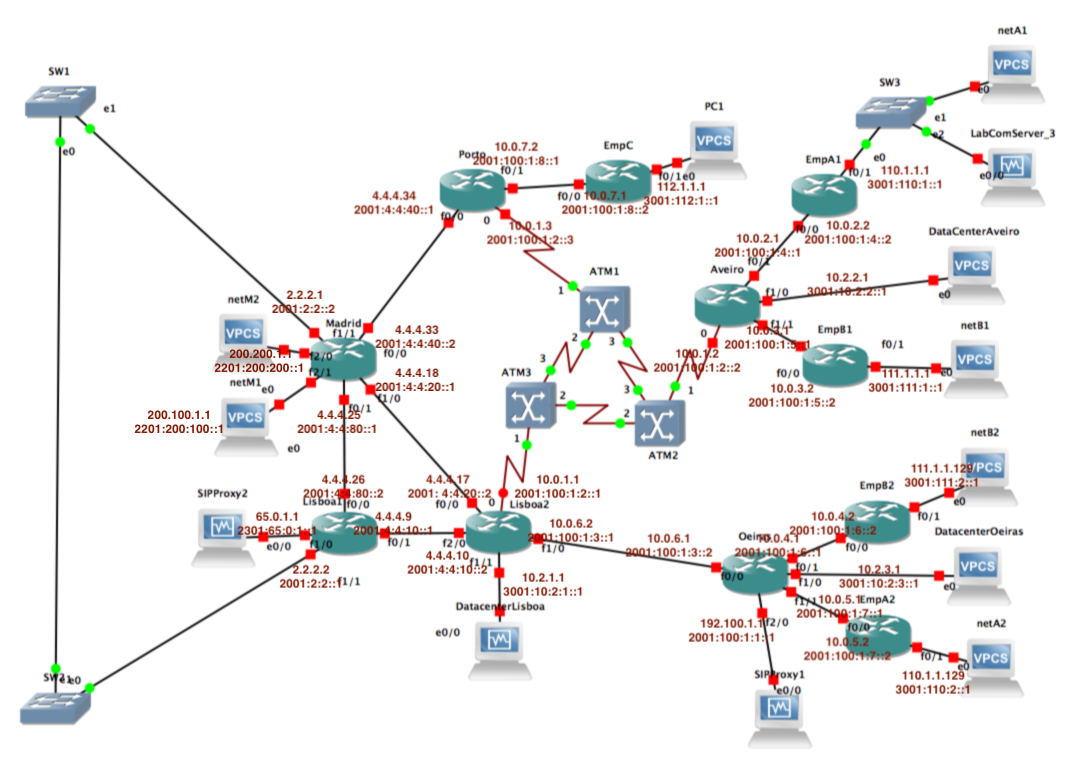 netA1
VPCS
e0
SW1
e1
e0
SW3
e1
e2
e0
LabComServer_3
e0/0
PC1
VPCS
e0
EmpC
f0/1
f0/0
10.0.7.1
2001:100:1:8::2
112.1.1.1
3001:112:1::1
Porto
10.0.7.2
2001:100:1:8::1
f0/1
4.4.4.34
2001:4:4:40::1
f0/0
0
10.0.1.3
2001:100:1:2::3
EmpA1
f0/1
110.1.1.1
3001:110:1::1
f0/0
10.0.2.2
2001:100:1:4::2
10.0.2.1
2001:100:1:4::1
f0/1
Aveiro
f1/0
f1/1
0
DataCenterAveiro
VPCS
e0
10.2.2.1
3001:10:2:2::1
ATM1
1
2
3
ATM3
3
2
1
ATM2
3
2
1
10.0.1.2
2001:100:1:2::2
EmpB1
f0/1
f0/0
10.0.3.2
2001:100:1:5::2
netB1
VPCS
e0
111.1.1.1
3001:111:1::1
netM2
VPCS
2.2.2.1
2001:2:2::2
Madrid
f1/1
f2/0
f2/1
f0/0
f1/0
f0/1
4.4.4.33
2001:4:4:40::2
4.4.4.18
2001:4:4:20::1
2201:200:200::1
netM1
e0
VPCS
e0
200.100.1.1
2201:200:100::1
4.4.4.25
2001:4:4:80::1
4.4.4.26
2001:4:4:80::2
Lisboa1
f0/0
f0/1
f1/0
f1/1
4.4.4.9
2001:4:4:10::1
4.4.4.17
2001: 4:4:20::2
f0/0
0
10.0.1.1
2001:100:1:2::1
Lisboa2
f2/0
f1/1
f1/0
4.4.4.10
2001:4:4:10::2
10.0.6.2
2001:100:1:3::1
SIPProxy2
e0/0
65.0.1.1
2301:65:0:1::1
2.2.2.2
2001:2:2::1
10.2.1.1
3001:10:2:1::1
DatacenterLisboa
e0/0
10.0.6.1
2001:100:1:3::2
Oeiras
f0/0
f0/1
f1/0
f1/1
f2/0
10.0.4.1
2001:100:1:6::1
10.0.4.2
2001:100:1:6::2
EmpB2
f0/0
f0/1
netB2
VPCS
111.1.1.129
3001:111:2::1
DatacenterOeiras
VPCS
e0
10.2.3.1
3001:10:2:3::1
10.0.5.1
2001:100:1:7::1
EmpA2
f0/0
f0/1
10.0.5.2
2001:100:1:7::2
netA2
VPCS
e0
110.1.1.129
3001:110:2::1
192.100.1.1
2001:100:1:1::1
SIPProxy1
e0/0
e0